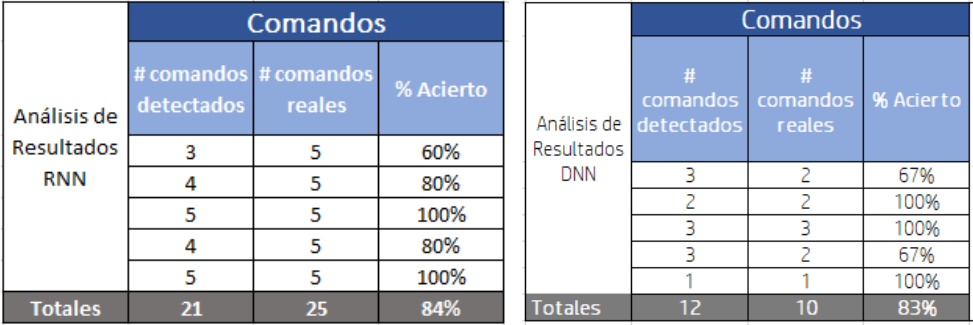 Comandos
Análisis de Resultados RNN
# comandos detectados # comandos reales % Acierto
3 5 60%
4 5 80%
5 5 100%
4 5 80%
5 5 100%
Totales 21 25 84%
Comandos
Análisis de Resultados DNN
# comandos detectados # comandos reales % Acierto
3 2 67%
2 2 100%
3 3 100%
3 2 67%
1 1 100%
Totales 12 10 83%